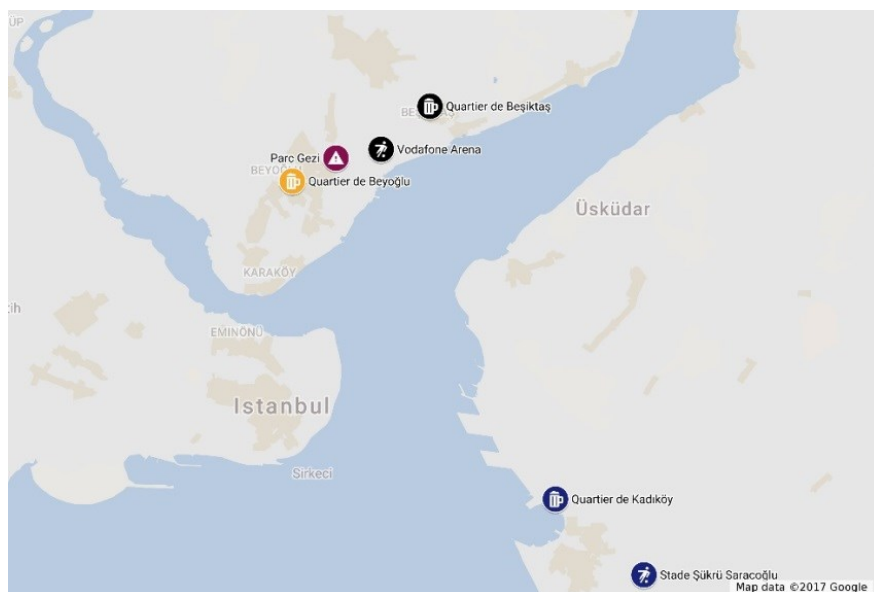 ÜP
Quartier de Beşiktaş
Vodafone Arena
Parc Gezi
Quartier de Beyoğlu
Üsküdar
KARAKÖY
tih
EMINÖNÜ
Istanbul
Sirkeci
Quartier de Kadıköy
Stade Şükrü Saracoğlu
Map data ©2017 Google